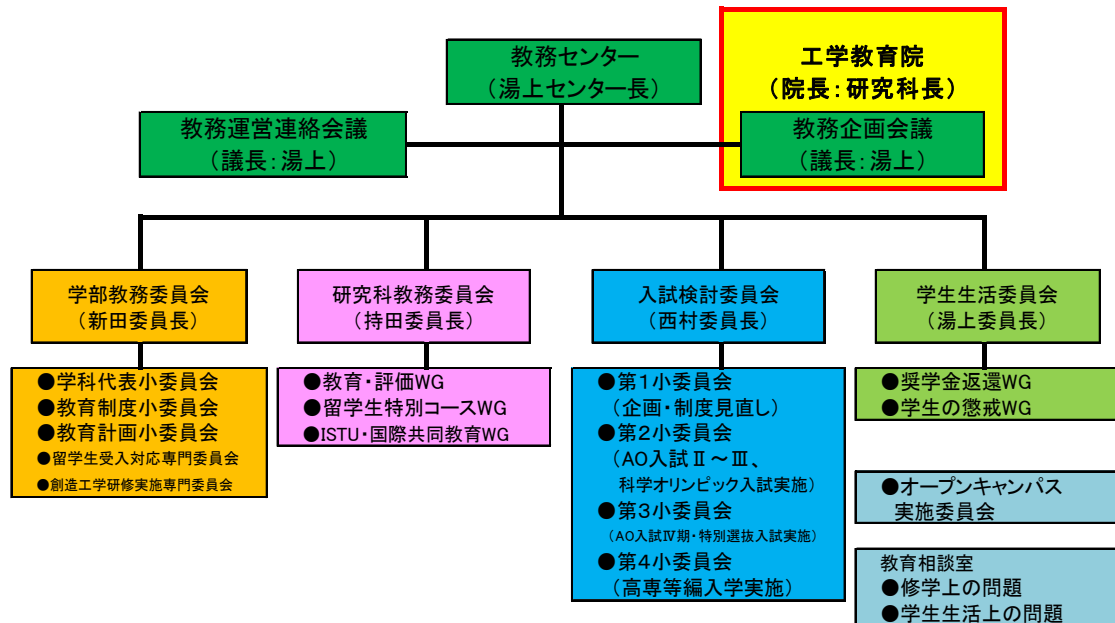 教務センター
（湯上センター長）
工学教育院
（院長：研究科長）
教務運営連絡会議
（議長：湯上）
教務企画会議
（議長：湯上）
学部教務委員会
（新田委員長）
研究科教務委員会
（持田委員長）
入試検討委員会
（西村委員長）
学生生活委員会
（湯上委員長）
●学科代表小委員会
●教育制度小委員会
●教育計画小委員会
●留学生受入対応専門委員会
●創造工学研修実施専門委員会
●教育・評価WG
●留学生特別コースWG
●ISTU・国際共同教育WG
●第１小委員会
（企画・制度見直し）
●第２小委員会
（AO入試Ⅱ～Ⅲ、
科学オリンピック入試実施）
●第３小委員会
（AO入試Ⅳ期・特別選抜入試実施）
●第４小委員会
（高専等編入学実施）
●奨学金返還WG
●学生の懲戒WG
●オープンキャンパス
実施委員会
教育相談室
●修学上の問題
●学生生活上の問題